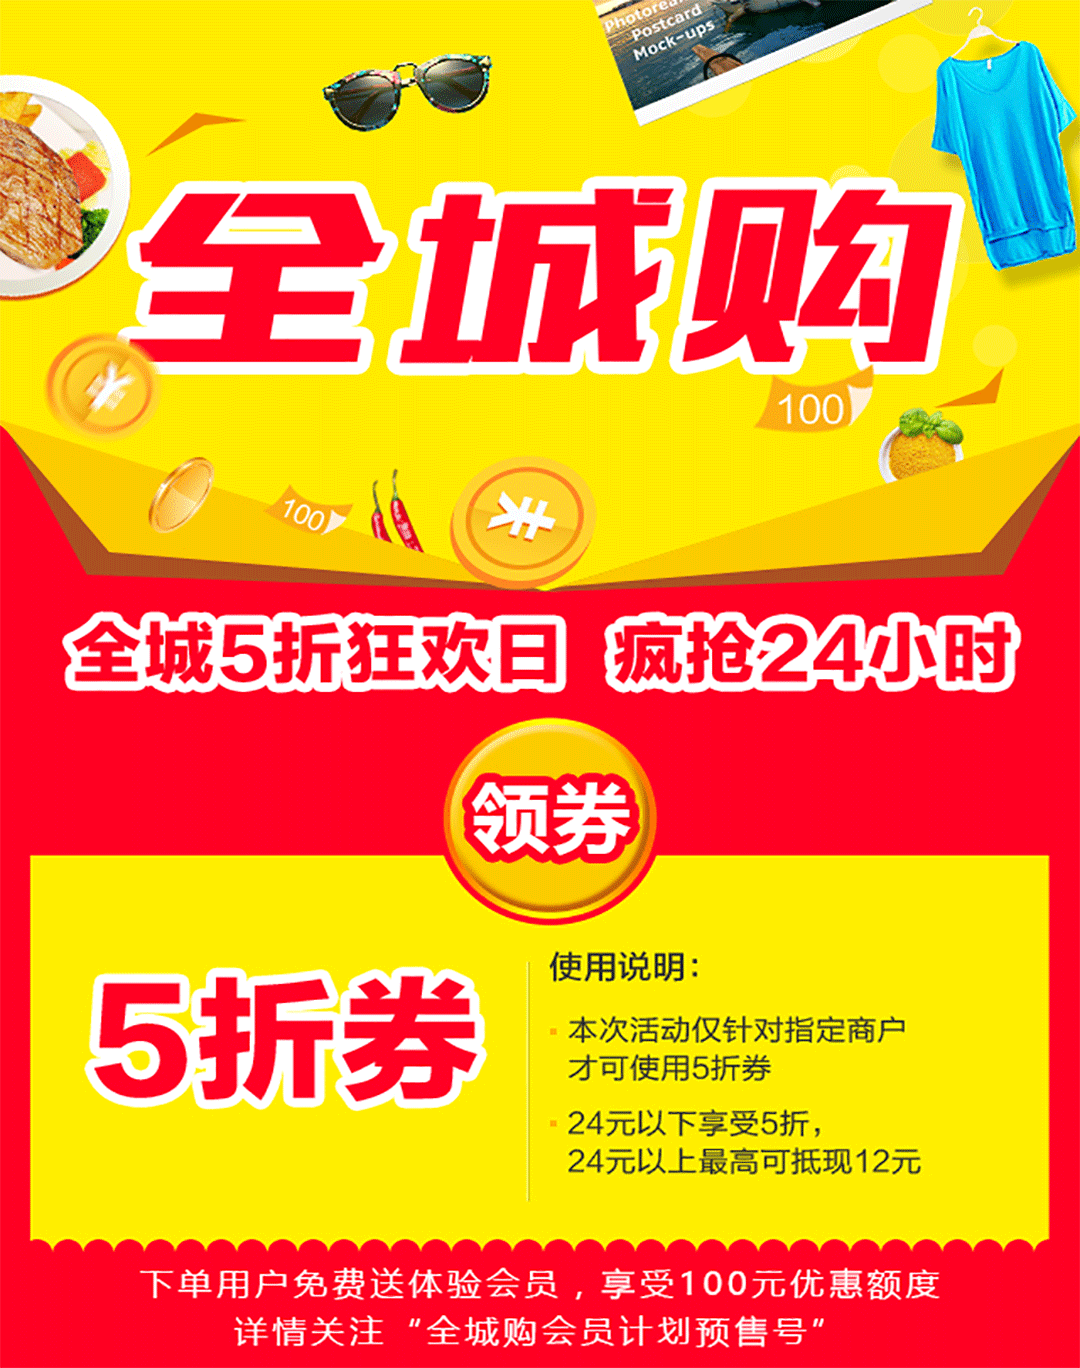 Photoreal
Postcard
Mock-ups
全城购
100
100
全城5折狂欢日 疯抢24小时
领券
5折券
使用说明：
本次活动仅针对指定商户
才可使用5折券
24元以下享受5折，
24元以上最高可抵现12元
下单用户免费送体验会员，享受100元优惠额度
详情关注“全城购会员计划预售号”